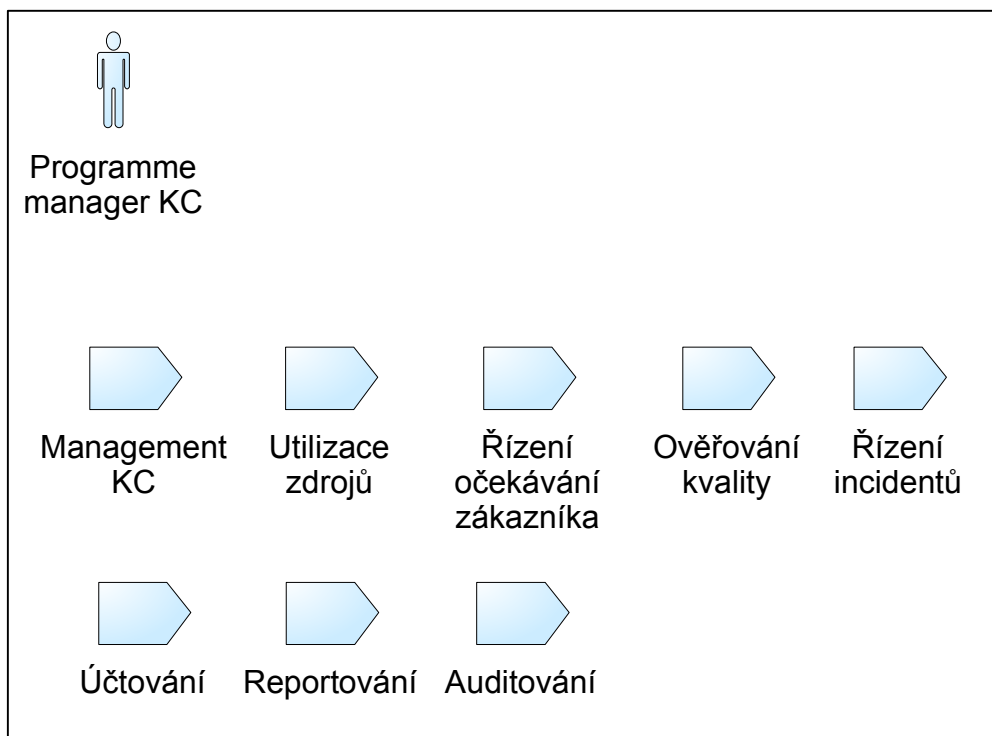 Programme
manager KC
Management
KC
Utilizace
zdrojů
Řízení
očekávání
zákazníka
Ověřování
kvality
Řízení
incidentů
Účtování
Reportování
Auditování